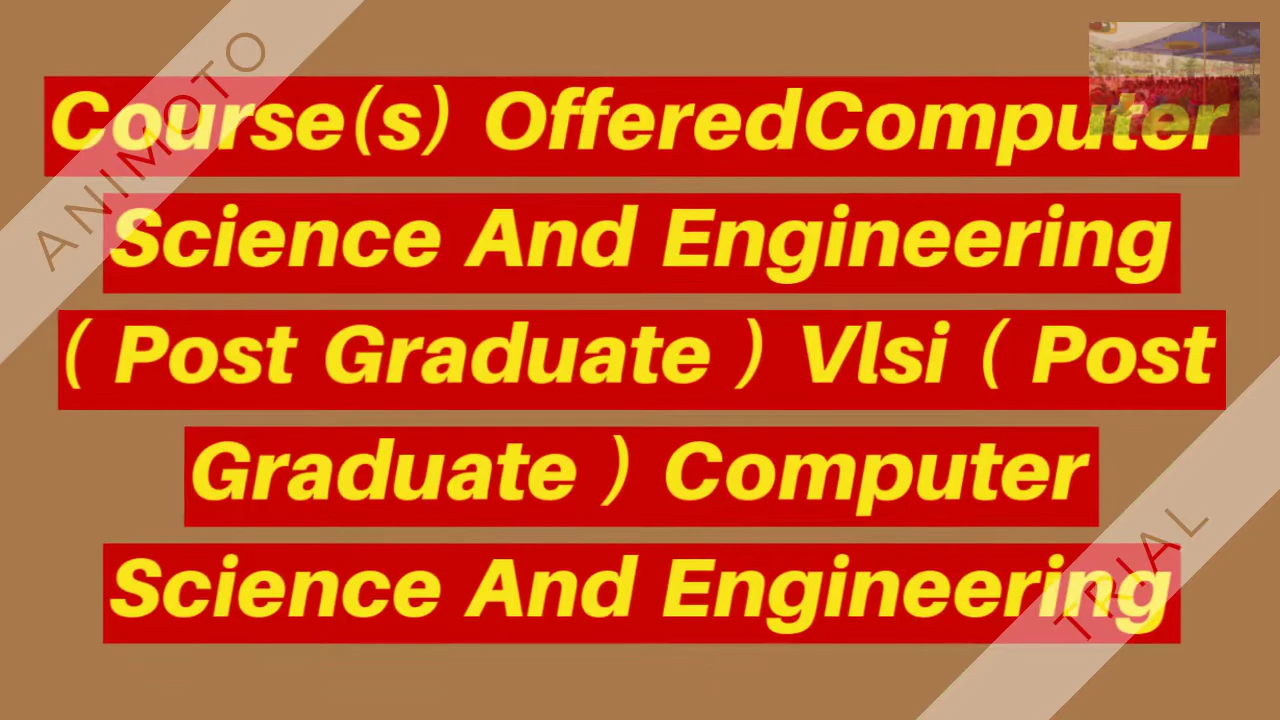 Course(s) OfferedComputer
Science And Engineering
( Post Graduate ) Vlsi ( Post
Graduate ) Computer
Science And Engineering
ANIMOTO
TRIAL